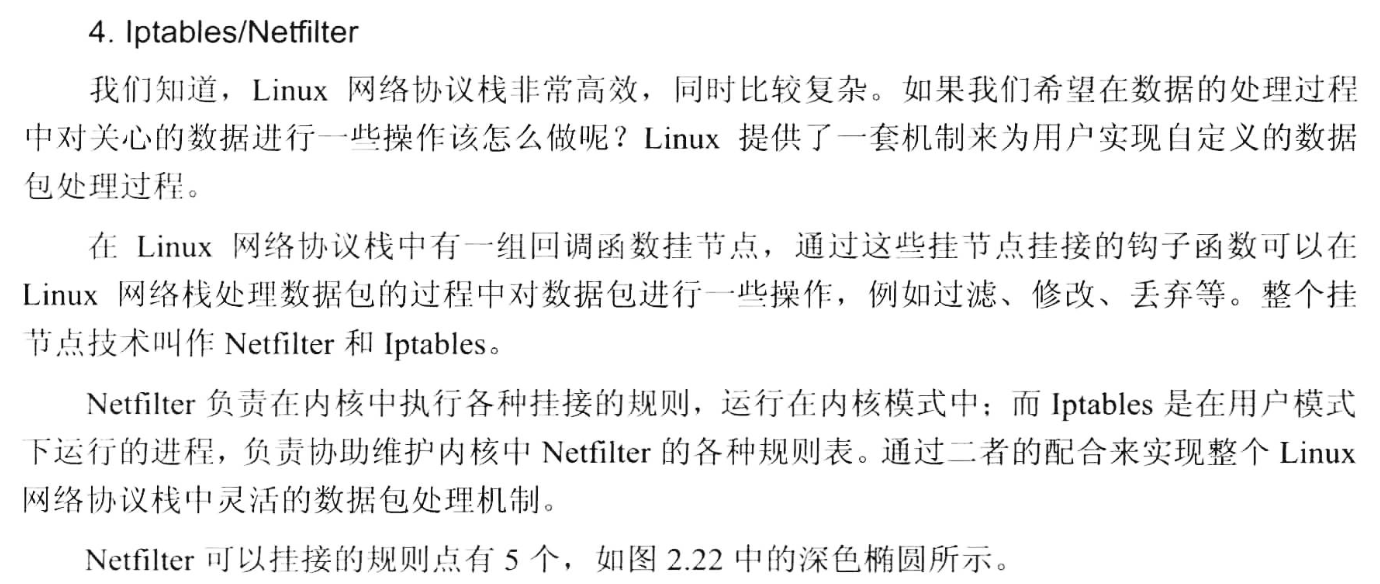 4. Iptables/Netfilter
我们知道，Linux 网络协议栈非常高效，同时比较复杂。如果我们希望在数据的处理过程
中对关心的数据进行一些操作该怎么做呢？Linux 提供了一套机制来为用户实现自定义的数据
包处理过程。
在 Linux 网络协议栈中有一组回调函数挂节点，通过这些挂节点挂接的钩子函数可以在
Linux 网络栈处理数据包的过程中对数据包进行一些操作，例如过滤、修改、丢弃等。整个挂
节点技术叫作 Netfilter 和 Iptables。
Netfilter 负责在内核中执行各种挂接的规则，运行在内核模式中；而 Iptables 是在用户模式
下运行的进程，负责协助维护内核中 Netfilter 的各种规则表。通过二者的配合来实现整个 Linux
网络协议栈中灵活的数据包处理机制。
Netfilter 可以挂接的规则点有 5 个，如图 2.22 中的深色椭圆所示。